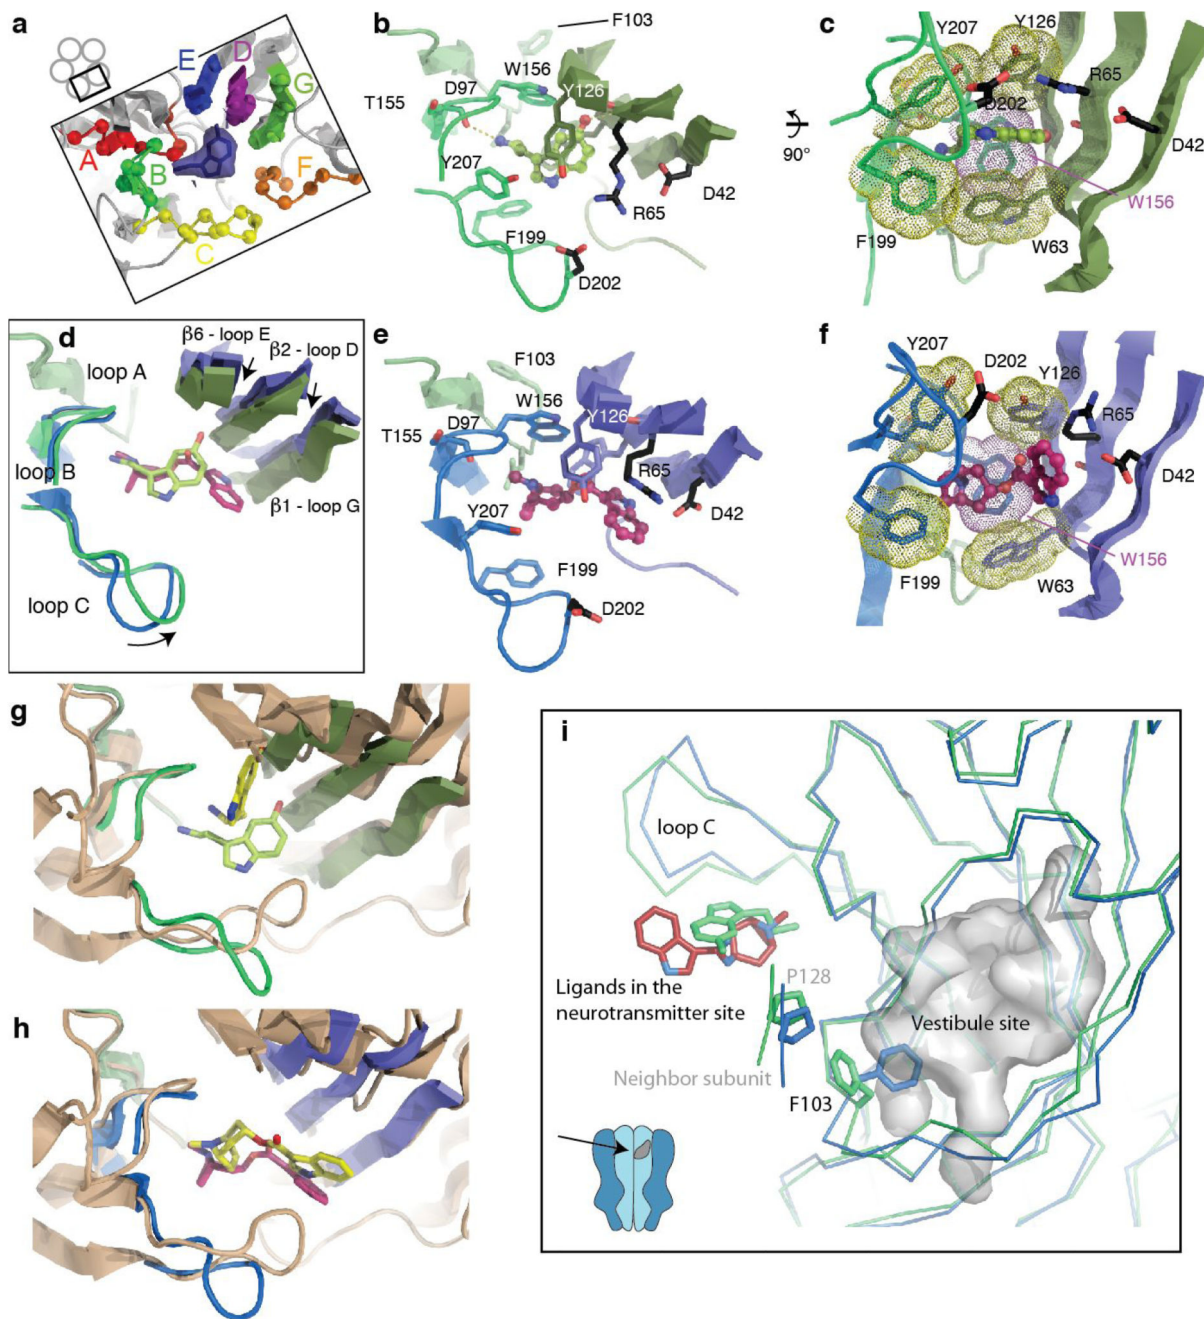 a
E
D
G
A
B
F
C
b
F103
W156
D97
Y126
T155
Y207
R65
D42
F199
D202
c
90°
Y207
Y126
R65
D202
D42
W156
F199
W63
d
β6 - loop E
β2 - loop D
loop A
loop B
β1 - loop G
loop C
e
F103
W156
D97
Y126
T155
R65
Y207
D42
F199
D202
f
Y207
D202
Y126
R65
D42
W156
F199
W63
g
h
i
loop C
P128
Ligands in the
neurotransmitter site
Vestibule site
Neighbor subunit
F103